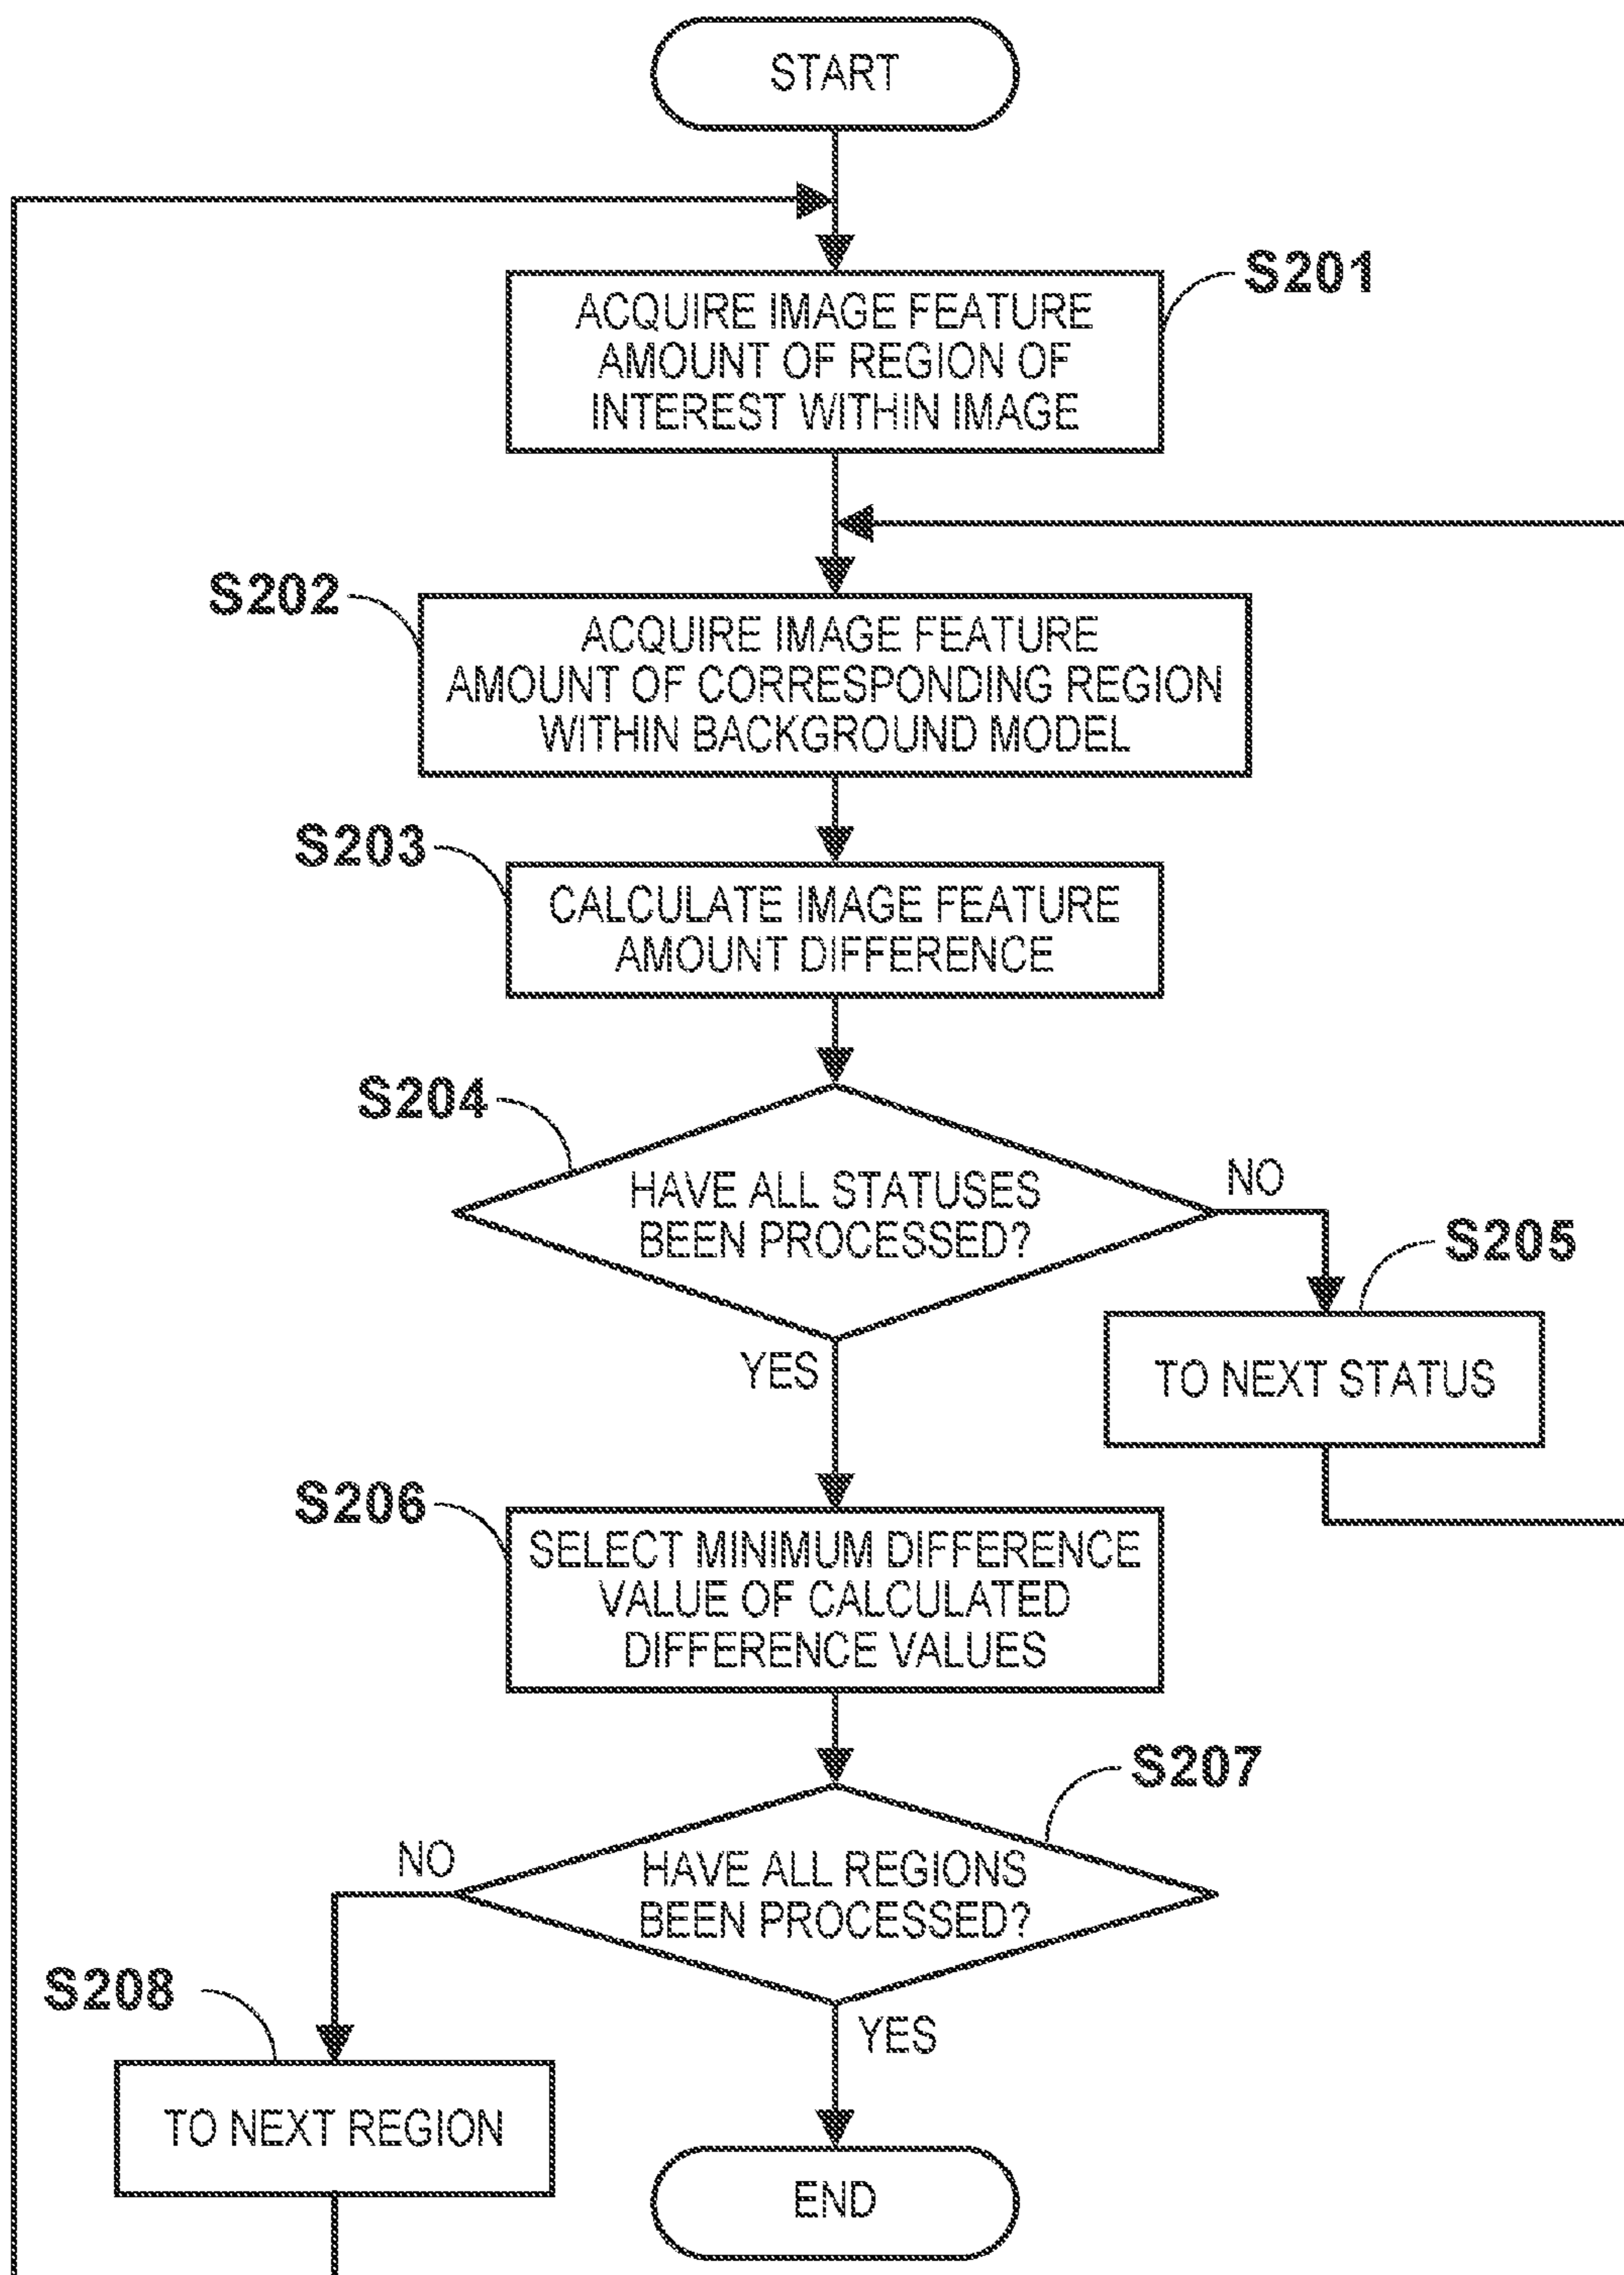 START
S201
ACQUIRE IMAGE FEATURE
AMOUNT OF REGION OF
INTEREST WITHIN IMAGE
S202
ACQUIRE IMAGE FEATURE
AMOUNT OF CORRESPONDING REGION
WITHIN BACKGROUND MODEL
S203
CALCULATE IMAGE FEATURE
AMOUNT DIFFERENCE
S204
HAVE ALL STATUSES
BEEN PROCESSED?
NO
S205
TO NEXT STATUS
YES
S206
SELECT MINIMUM DIFFERENCE
VALUE OF CALCULATED
DIFFERENCE VALUES
S207
HAVE ALL REGIONS
BEEN PROCESSED?
NO
S208
TO NEXT REGION
YES
END